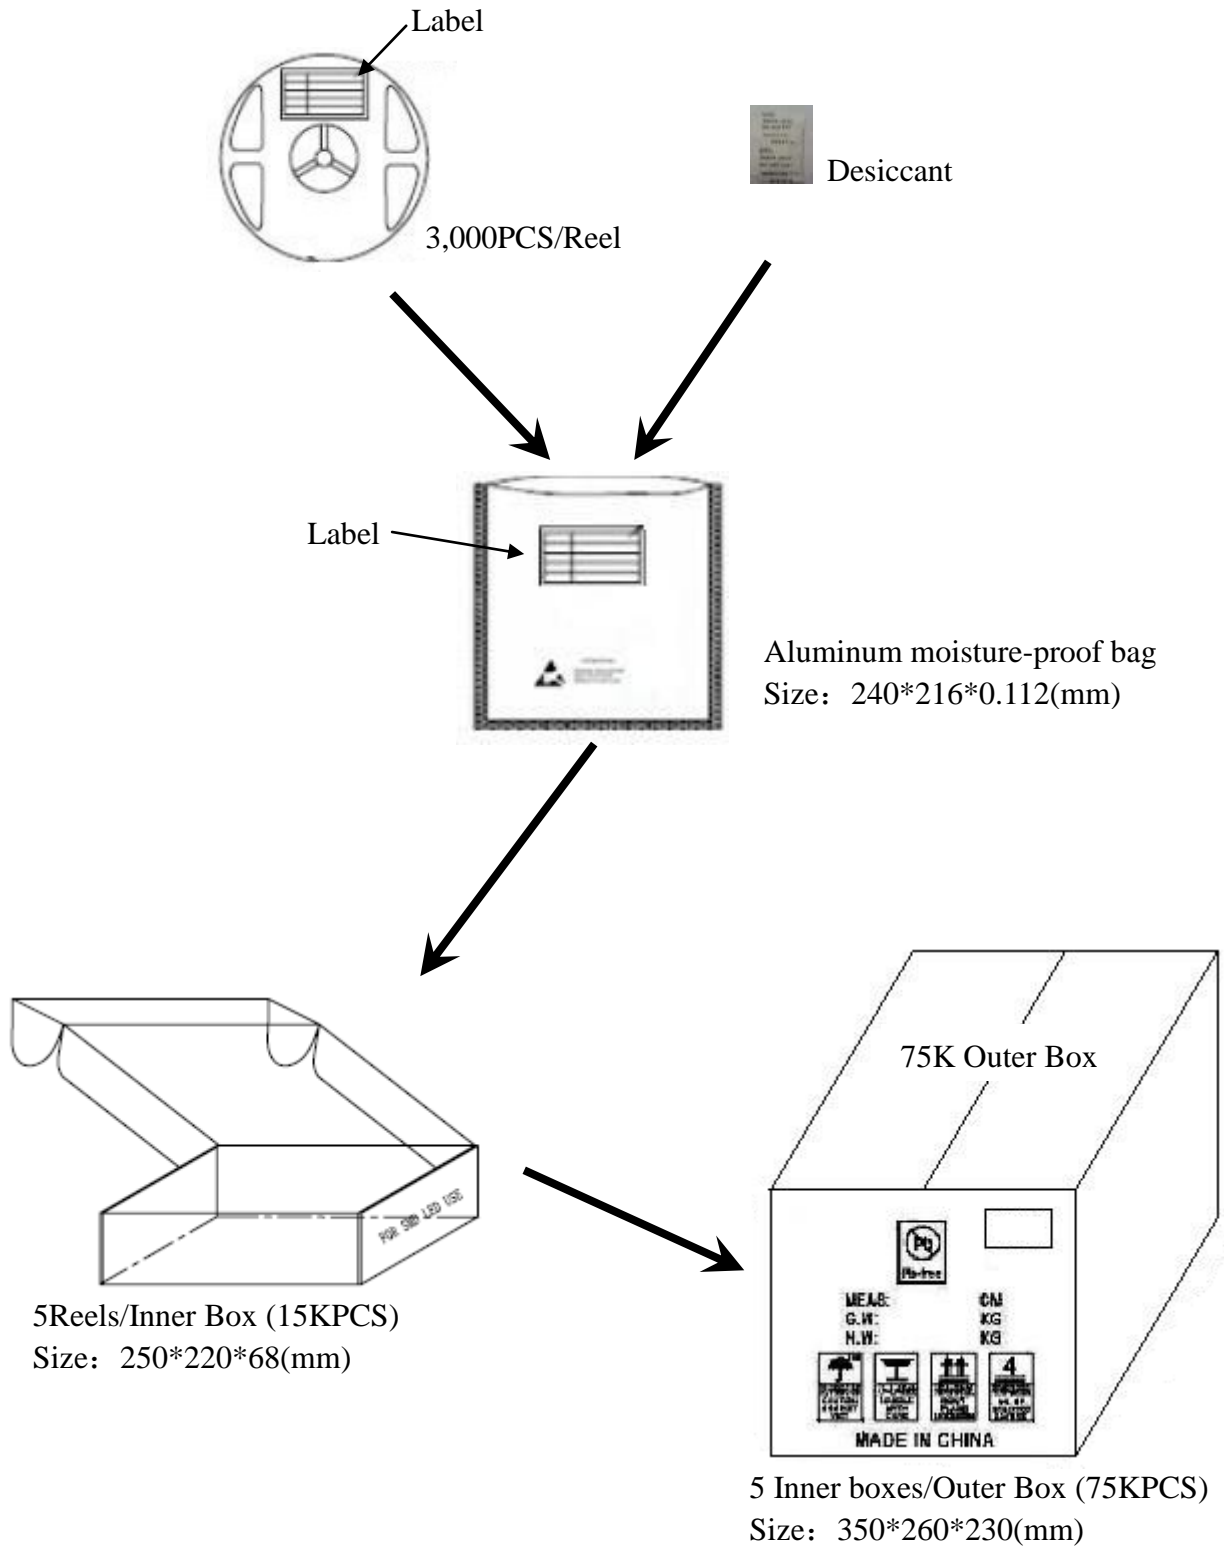 Label
Desiccant
3,000PCS/Reel
Label
Aluminum moisture-proof bag
Size：240*216*0.112(mm)
75K Outer Box
FOR SMD LED USE
5Reels/Inner Box (15KPCS)
Size：250*220*68(mm)
Pb
Pb-free
MEAS: CM
G.W: KG
N.W: KG
4
MADE IN CHINA
5 Inner boxes/Outer Box (75KPCS)
Size：350*260*230(mm)